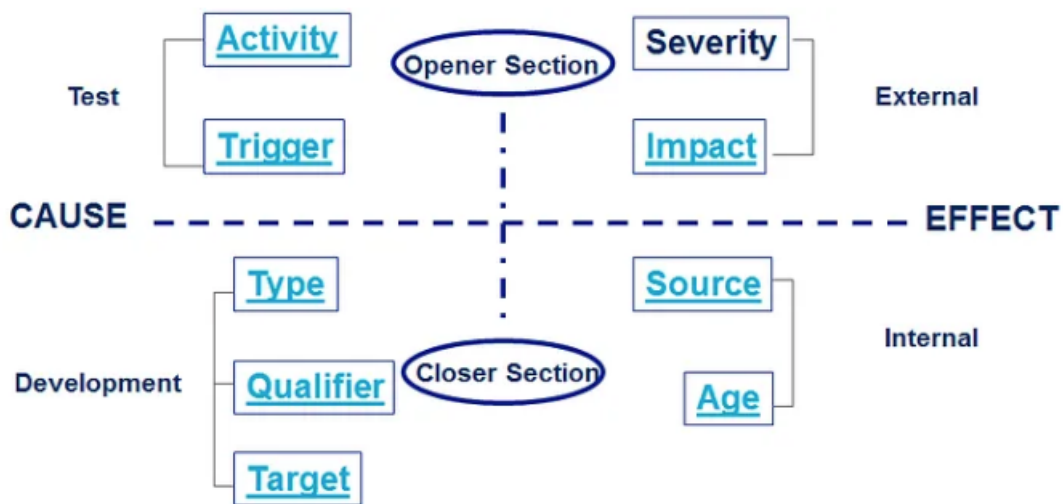 Activity
Opener Section
Severity
Test
External
Trigger
Impact
CAUSE
EFFECT
Type
Source
Internal
Closer Section
Development
Qualifier
Age
Target